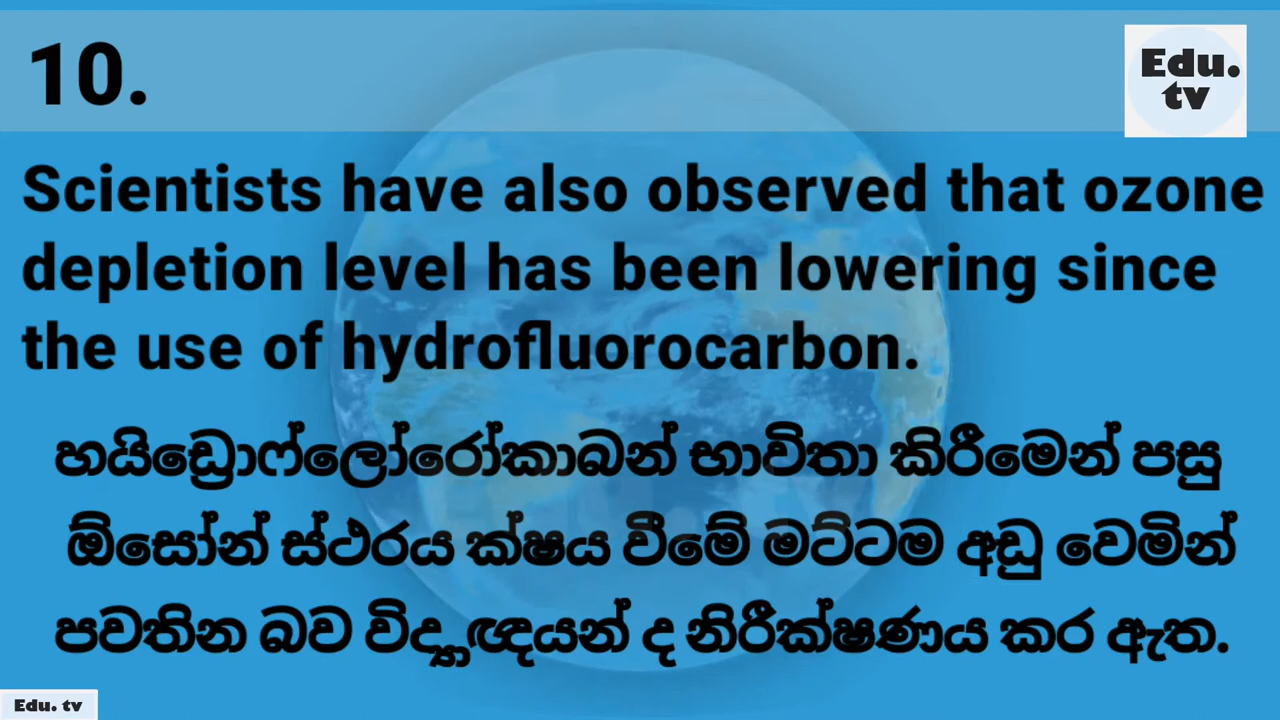 10.
Edu.
tv
Scientists have also observed that ozone
depletion level has been lowering since
the use of hydrofluorocarbon.
හයිඩ්‍රොෆ්ලෝරෝකාබන් භාවිතා කිරීමෙන් පසු
ඕසෝන් ස්ථරය ක්ෂය වීමේ මට්ටම අඩු වෙමින්
පවතින බව විද්‍යාඥයන් ද නිරීක්ෂණය කර ඇත.
Edu. tv